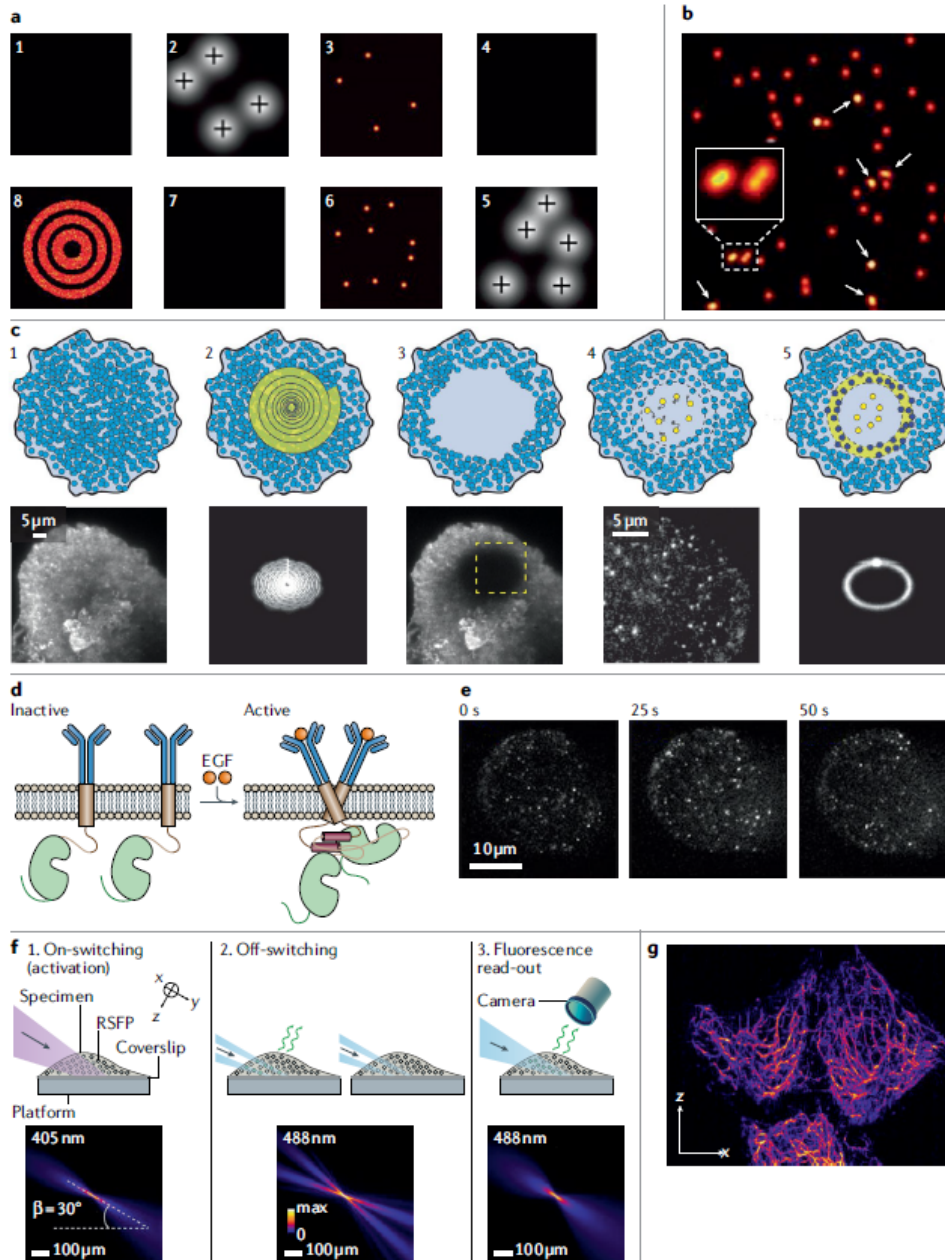 a
1
2
3
4
8
7
6
5
b
c
1
2
3
4
5
5 µm
5 µm
d
Inactive
Active
EGF
e
0 s
25 s
50 s
10 µm
f
1. On-switching
(activation)
Specimen
RSFP
Coverslip
Platform
x
y
z
405 nm
β = 30°
100 µm
2. Off-switching
488 nm
max
0
100 µm
3. Fluorescence
read-out
Camera
488 nm
100 µm
g
z
x